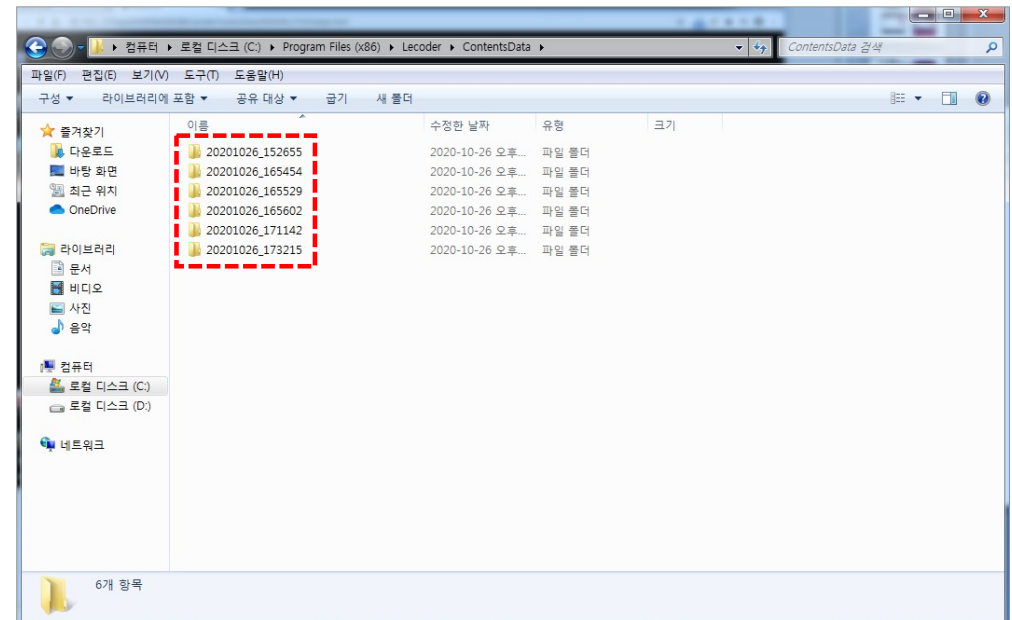 컴퓨터 ▸ 로컬 디스크 (C:) ▸ Program Files (x86) ▸ Lecoder ▸ ContentsData ▸
ContentsData 검색
파일(F) 편집(E) 보기(V) 도구(T) 도움말(H)
구성 라이브러리에 포함 공유 대상 굽기 새 폴더
이름 수정한 날짜 유형 크기
즐겨찾기
다운로드
바탕 화면
최근 위치
OneDrive
라이브러리
문서
비디오
사진
음악
컴퓨터
로컬 디스크 (C:)
로컬 디스크 (D:)
네트워크
20201026_152655 2020-10-26 오후... 파일 폴더
20201026_165454 2020-10-26 오후... 파일 폴더
20201026_165529 2020-10-26 오후... 파일 폴더
20201026_165602 2020-10-26 오후... 파일 폴더
20201026_171142 2020-10-26 오후... 파일 폴더
20201026_173215 2020-10-26 오후... 파일 폴더
6개 항목